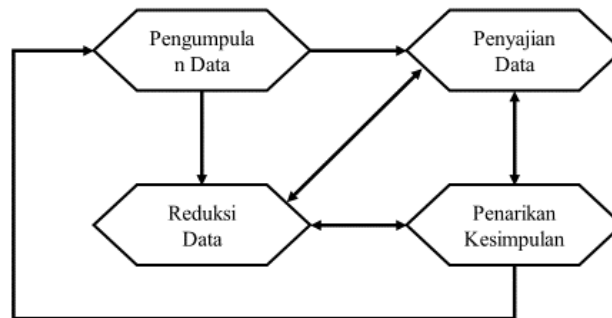 Pengumpula
n Data
Penyajian
Data
Reduksi
Data
Penarikan
Kesimpulan